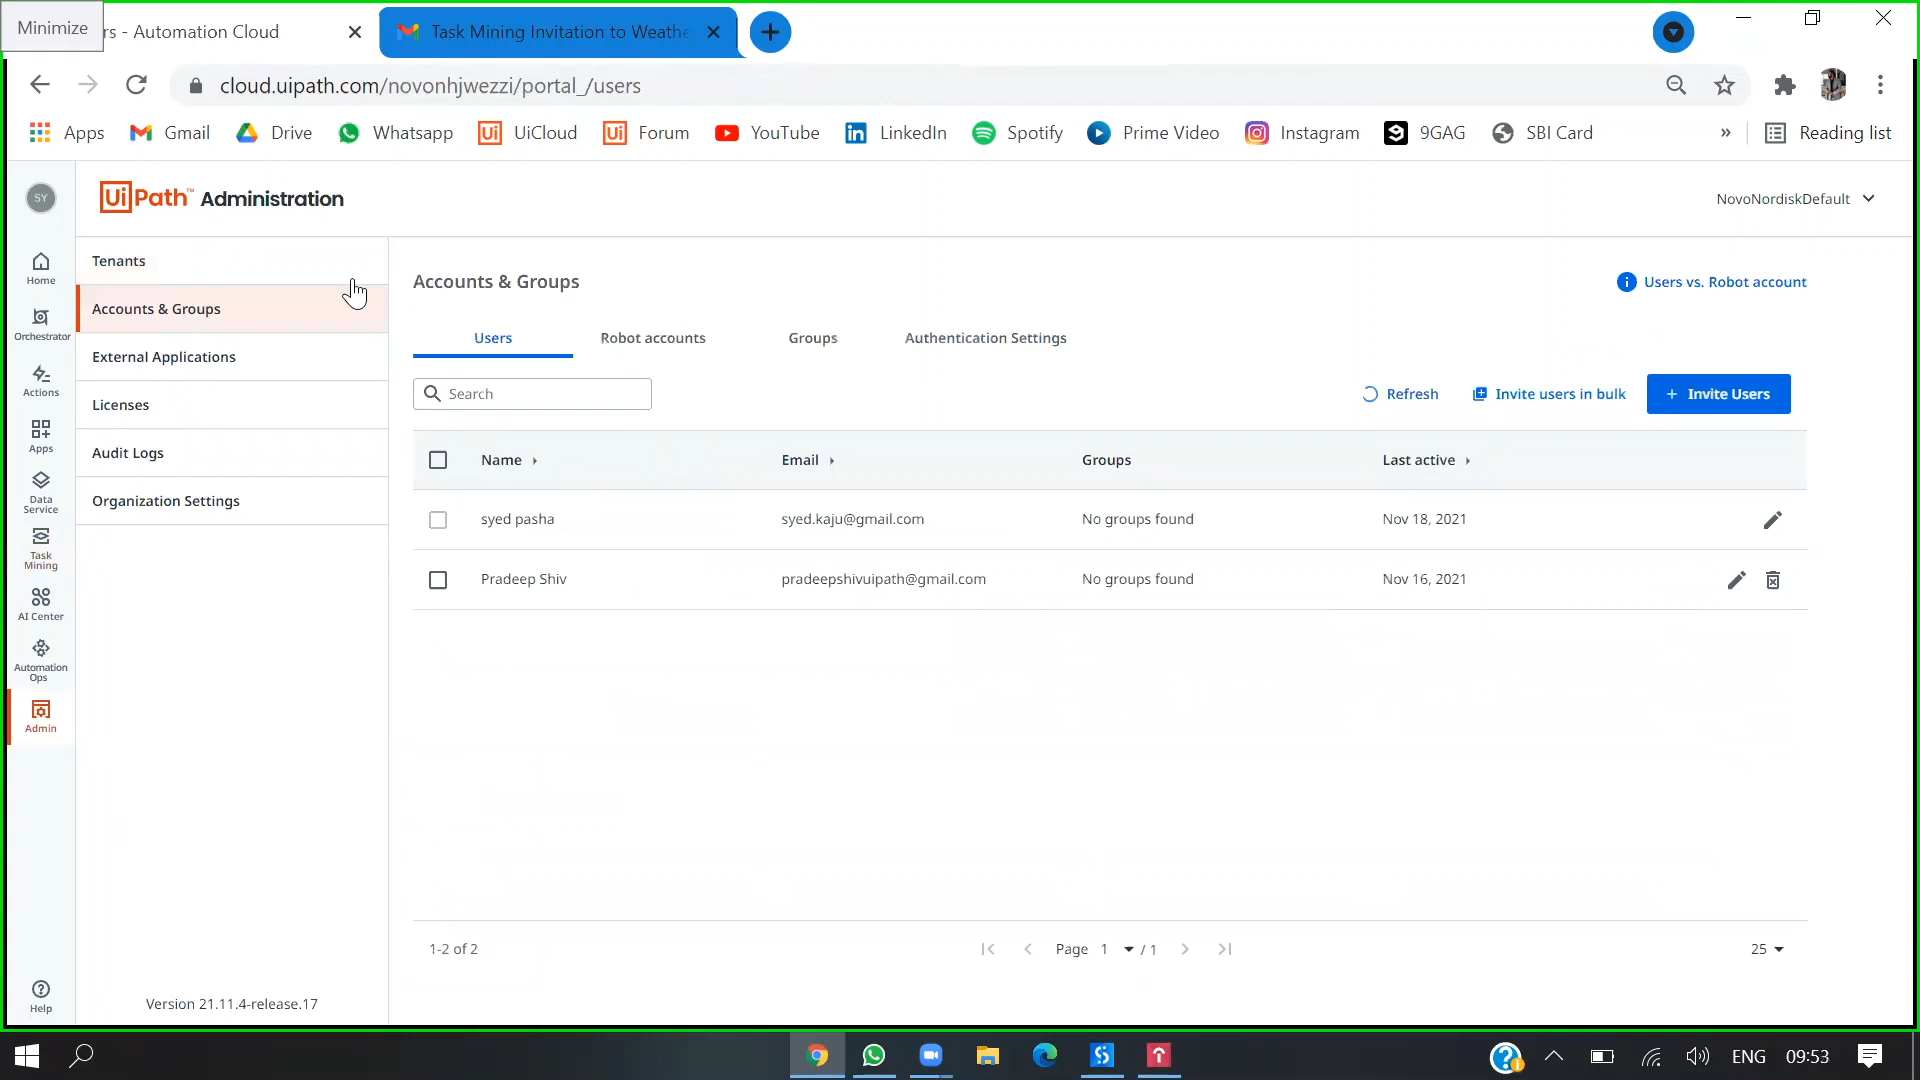 Minimize
rs - Automation Cloud
Task Mining Invitation to Weathe
cloud.uipath.com/novonhjwezzi/portal_/users
Apps
Gmail
Drive
Whatsapp
UiCloud
Forum
YouTube
LinkedIn
Spotify
Prime Video
Instagram
9GAG
SBI Card
»
Reading list
SY
UiPath™ Administration
NovoNordiskDefault
Home
Orchestrator
Actions
Apps
Data
Service
Task
Mining
AI Center
Automation
Ops
Admin
Help
Tenants
Accounts & Groups
External Applications
Licenses
Audit Logs
Organization Settings
Version 21.11.4-release.17
Accounts & Groups
Users vs. Robot account
Users
Robot accounts
Groups
Authentication Settings
Search
Refresh
Invite users in bulk
+ Invite Users
Name
Email
Groups
Last active
syed pasha
syed.kaju@gmail.com
No groups found
Nov 18, 2021
Pradeep Shiv
pradeepshivuipath@gmail.com
No groups found
Nov 16, 2021
1-2 of 2
Page 1 / 1
25
ENG
09:53